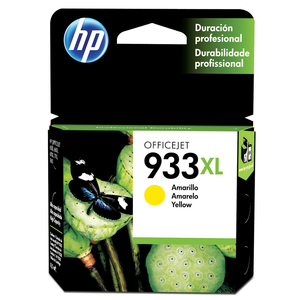 hp
Duración
profesional
Durabilidade
profissional
OFFICEJET
933XL
Amarillo
Amarelo
Yellow